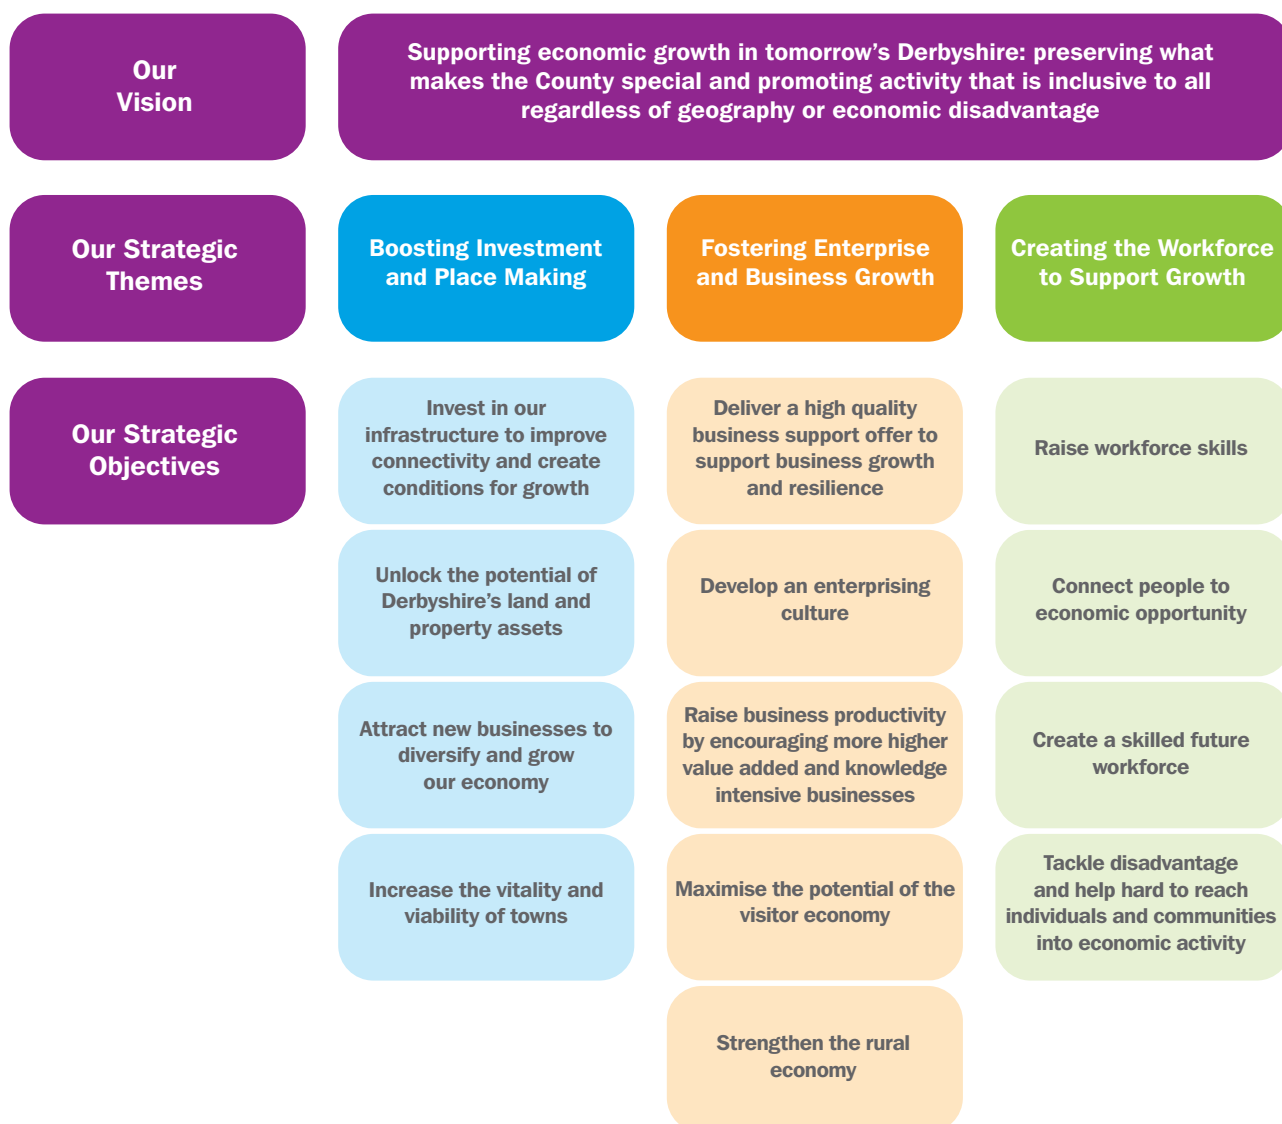 Our
Vision
Supporting economic growth in tomorrow's Derbyshire: preserving what
makes the County special and promoting activity that is inclusive to all
regardless of geography or economic disadvantage
Our Strategic
Themes
Boosting Investment
and Place Making
Fostering Enterprise
and Business Growth
Creating the Workforce
to Support Growth
Our Strategic
Objectives
Invest in our
infrastructure to improve
connectivity and create
conditions for growth
Deliver a high quality
business support offer to
support business growth
and resilience
Raise workforce skills
Unlock the potential of
Derbyshire's land and
property assets
Develop an enterprising
culture
Connect people to
economic opportunity
Attract new businesses to
diversify and grow
our economy
Raise business productivity
by encouraging more higher
value added and knowledge
intensive businesses
Create a skilled future
workforce
Increase the vitality and
viability of towns
Maximise the potential of the
visitor economy
Tackle disadvantage
and help hard to reach
individuals and communities
into economic activity
Strengthen the rural
economy